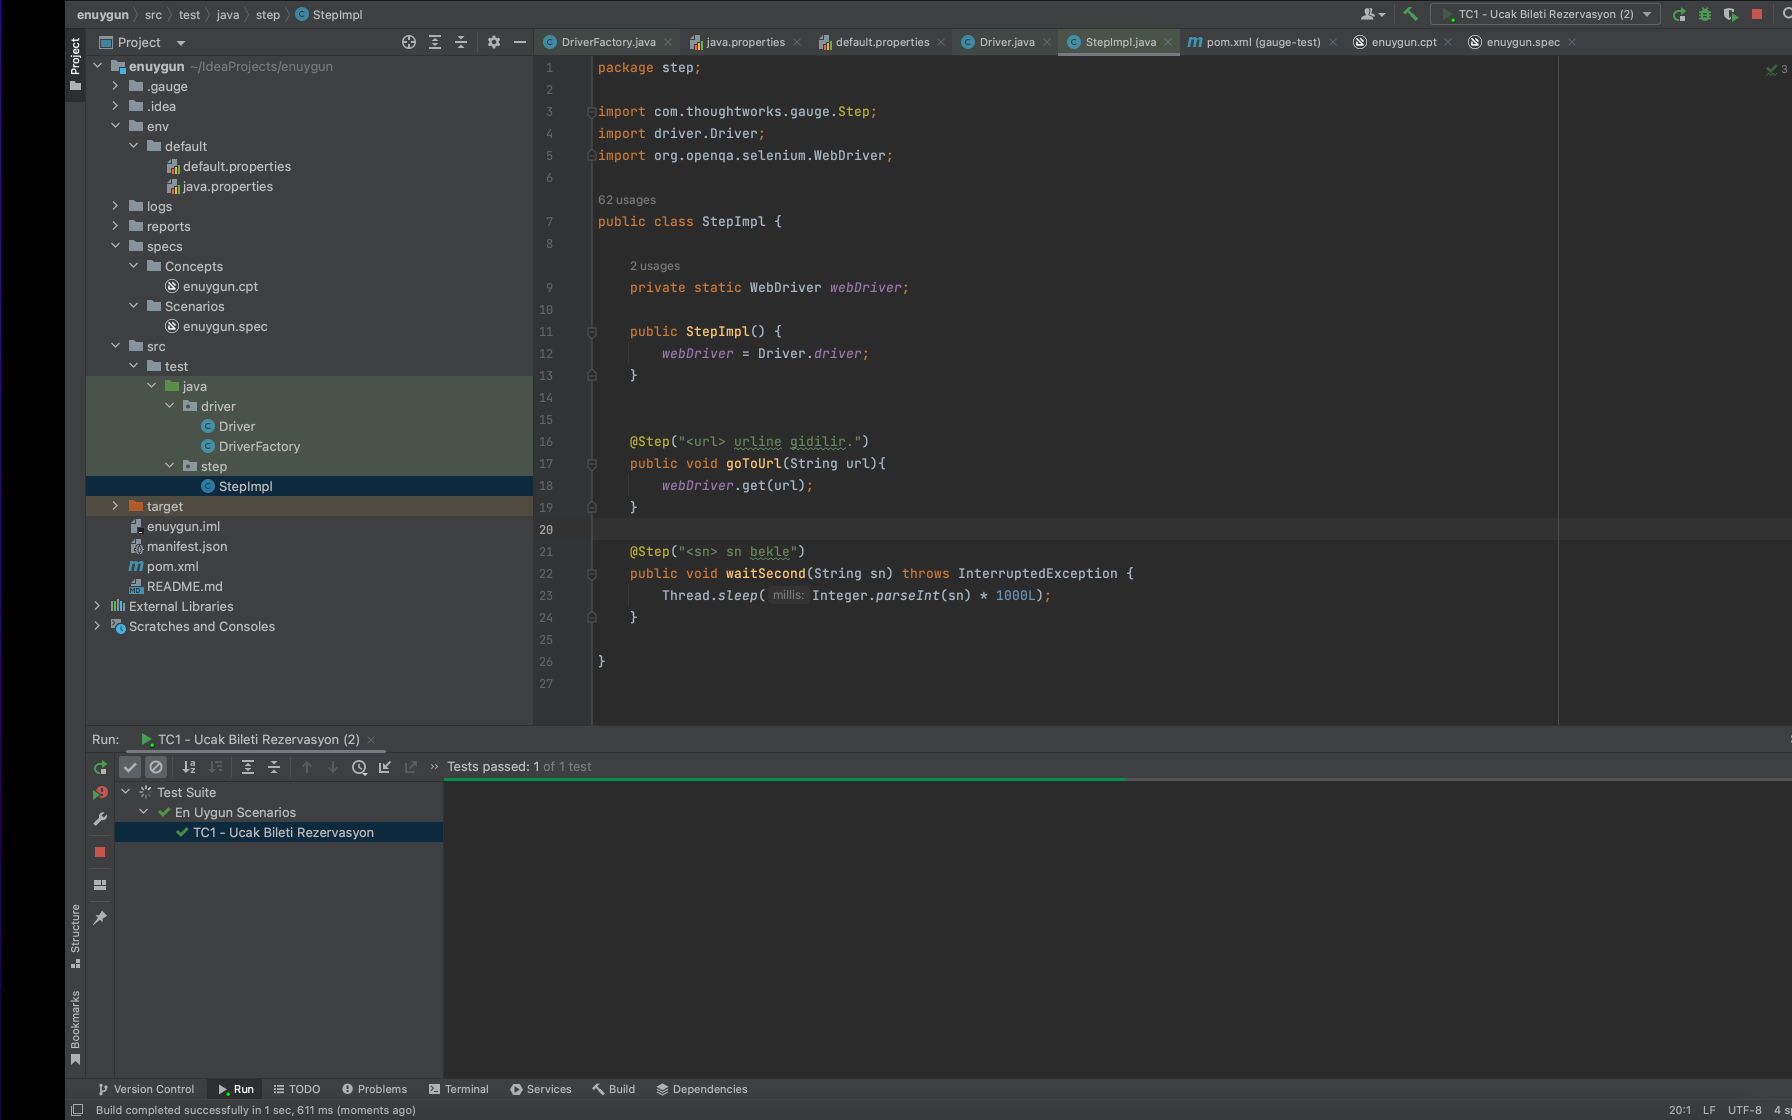 enuygun src test java step StepImpl
TC1 - Ucak Bileti Rezervasyon (2)
Project
Project
DriverFactory.java java.properties default.properties Driver.java StepImpl.java pom.xml (gauge-test) enuygun.cpt enuygun.spec
enuygun ~/IdeaProjects/enuygun
.gauge
.idea
env
default
default.properties
java.properties
logs
reports
specs
Concepts
enuygun.cpt
Scenarios
enuygun.spec
src
test
java
driver
Driver
DriverFactory
step
StepImpl
target
enuygun.iml
manifest.json
pom.xml
README.md
External Libraries
Scratches and Consoles
3
1 package step;
2
3 import com.thoughtworks.gauge.Step;
4 import driver.Driver;
5 import org.openqa.selenium.WebDriver;
6
62 usages
7 public class StepImpl {
8
2 usages
9 private static WebDriver webDriver;
10
11 public StepImpl() {
12 webDriver = Driver.driver;
13 }
14
15
16 @Step("<url> urline gidilir.")
17 public void goToUrl(String url){
18 webDriver.get(url);
19 }
20
21 @Step("<sn> sn bekle")
22 public void waitSecond(String sn) throws InterruptedException {
23 Thread.sleep( millis: Integer.parseInt(sn) * 1000L);
24 }
25
26 }
27
Run: TC1 - Ucak Bileti Rezervasyon (2)
Tests passed: 1 of 1 test
Test Suite
En Uygun Scenarios
TC1 - Ucak Bileti Rezervasyon
Structure
Bookmarks
Version Control Run TODO Problems Terminal Services Build Dependencies
Build completed successfully in 1 sec, 611 ms (moments ago)
20:1 LF UTF-8 4